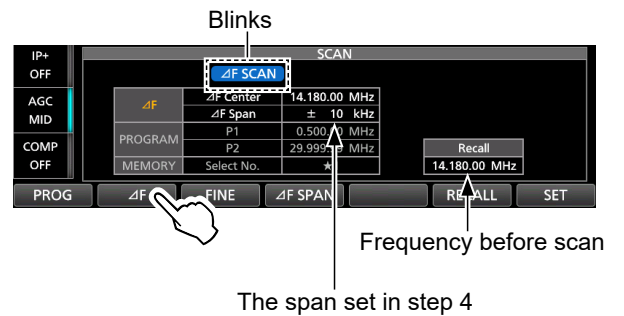 Blinks
IP+
OFF
AGC
MID
COMP
OFF
SCAN
⊿F SCAN
⊿F
⊿F Center 14.180.00 MHz
⊿F Span ± 10 kHz
PROGRAM
P1
P2
MEMORY Select No. ★
Recall
14.180.00 MHz
PROG ⊿F FINE ⊿F SPAN SET
Frequency before scan
The span set in step 4